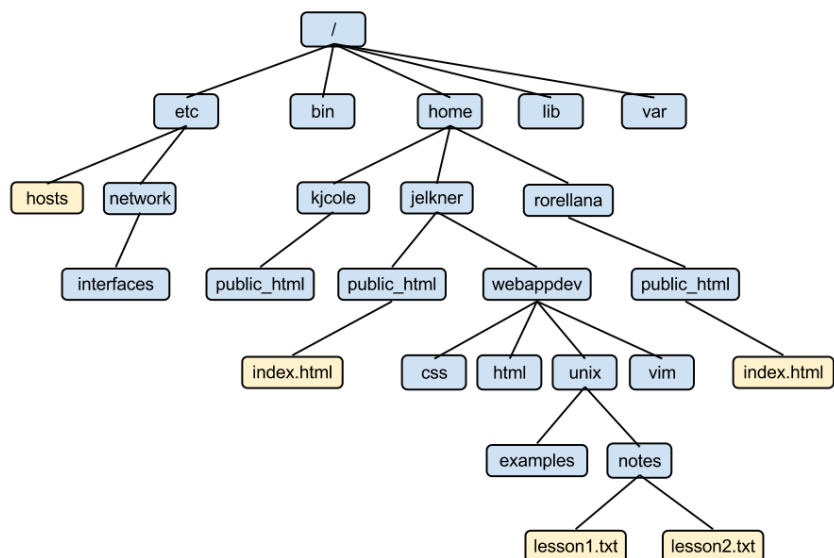 /
etc
bin
home
lib
var
hosts
network
kjcole
jelkner
rorellana
interfaces
public_html
public_html
webappdev
public_html
index.html
css
html
unix
vim
index.html
examples
notes
lesson1.txt
lesson2.txt